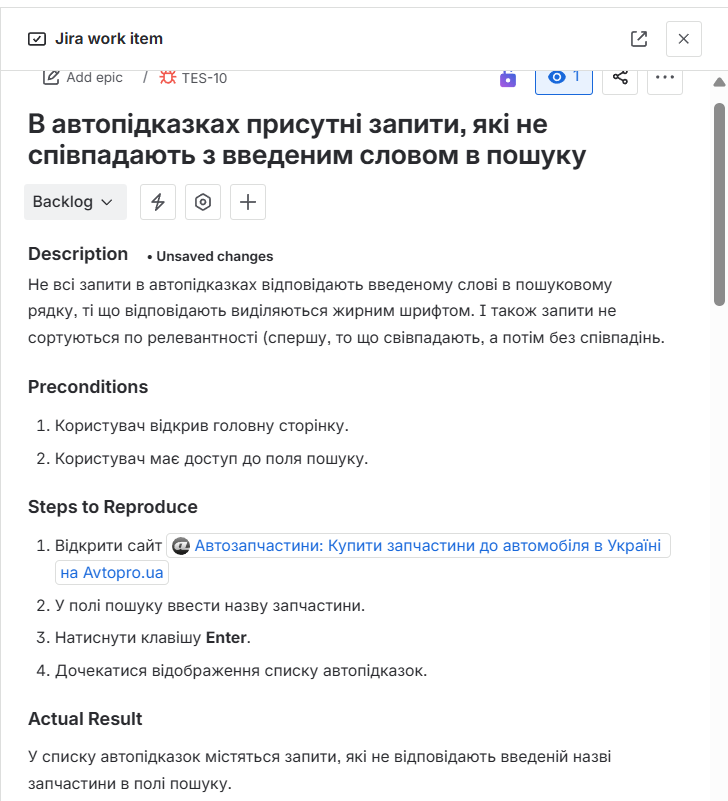 Jira work item
Add epic / TES-10
1
В автопідказках присутні запити, які не
співпадають з введеним словом в пошуку
Backlog
Description • Unsaved changes
Не всі запити в автопідказках відповідають введеному слові в пошуковому
рядку, ті що відповідають виділяються жирним шрифтом. І також запити не
сортуються по релевантності (спершу, то що свівпадають, а потім без співпадінь.
Preconditions
1. Користувач відкрив головну сторінку.
2. Користувач має доступ до поля пошуку.
Steps to Reproduce
1. Відкрити сайт Автозапчастини: Купити запчастини до автомобіля в Україні
на Avtopro.ua
2. У полі пошуку ввести назву запчастини.
3. Натиснути клавішу Enter.
4. Дочекатися відображення списку автопідказок.
Actual Result
У списку автопідказок містяться запити, які не відповідають введеній назві
запчастини в полі пошуку.